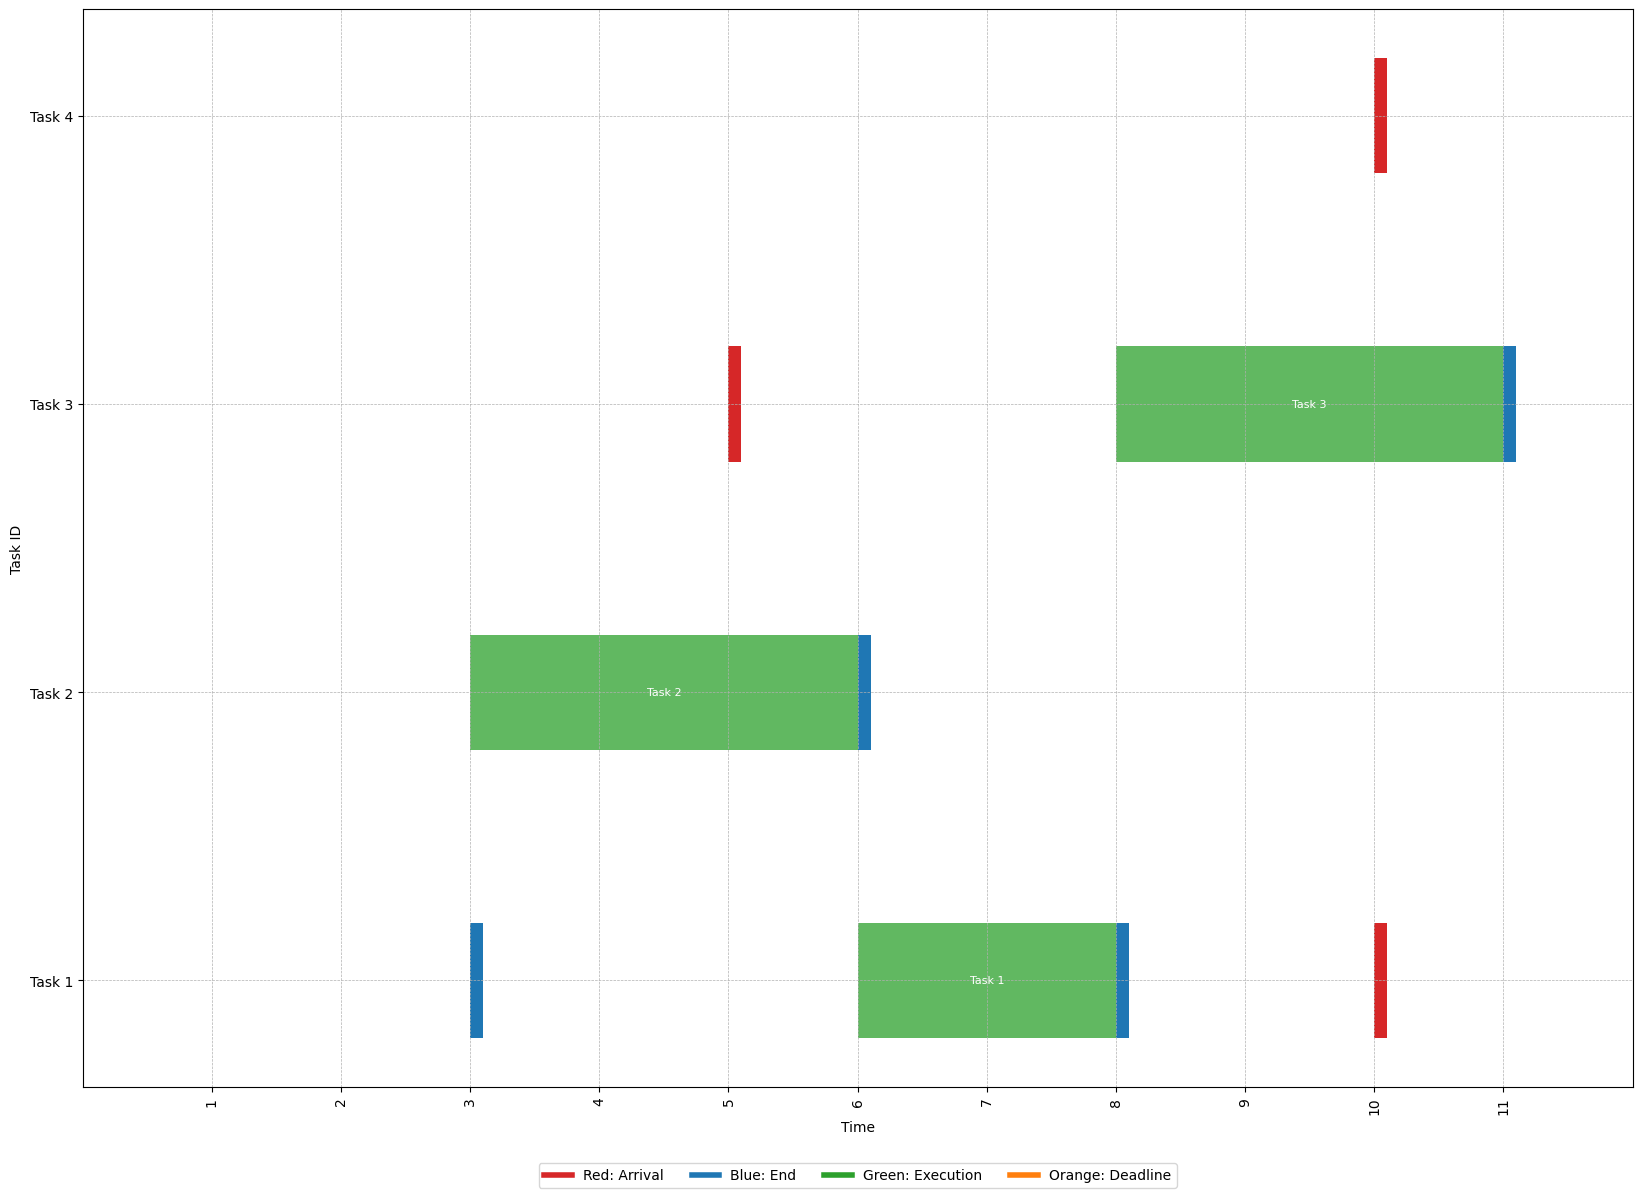 Task 4
Task 3
Task 3
Task ID
Task 2
Task 2
Task 1
Task 1
1 2 3 4 5 6 7 8 9 10 11
Time
Red: Arrival Blue: End Green: Execution Orange: Deadline